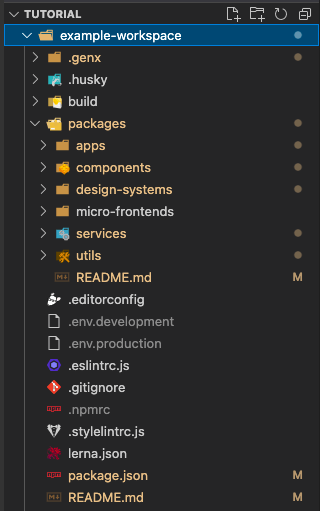 TUTORIAL
example-workspace
.genx
.husky
build
packages
apps
components
design-systems
micro-frontends
services
utils
README.md M
.editorconfig
.env.development
.env.production
.eslintrc.js
.gitignore
.npmrc
.stylelintrc.js
lerna.json
package.json M
README.md M